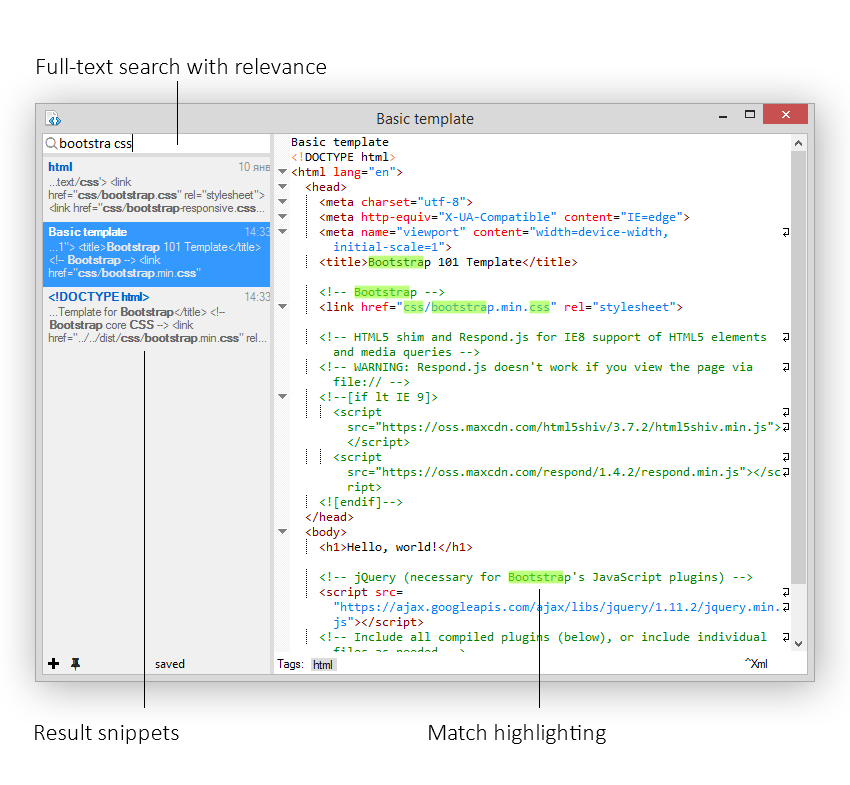 Full-text search with relevance
Basic template
bootstra css
html 10 янв
...text/css'> <link
href="css/bootstrap.css" rel="stylesheet">
<link href="css/bootstrap-responsive.css...
Basic template 14:33
...1"> <title>Bootstrap 101 Template</title>
<!-- Bootstrap --> <link
href="css/bootstrap.min.css"
<!DOCTYPE html> 14:33
...Template for Bootstrap</title> <!--
Bootstrap core CSS --> <link
href="../../dist/css/bootstrap.min.css" rel...
saved
Basic template
<!DOCTYPE html>
<html lang="en">
<head>
<meta charset="utf-8">
<meta http-equiv="X-UA-Compatible" content="IE=edge">
<meta name="viewport" content="width=device-width,
initial-scale=1">
<title>Bootstrap 101 Template</title>
<!-- Bootstrap -->
<link href="css/bootstrap.min.css" rel="stylesheet">
<!-- HTML5 shim and Respond.js for IE8 support of HTML5 elements
and media queries -->
<!-- WARNING: Respond.js doesn't work if you view the page via
file:// -->
<!--[if lt IE 9]>
<script
src="https://oss.maxcdn.com/html5shiv/3.7.2/html5shiv.min.js">
</script>
<script
src="https://oss.maxcdn.com/respond/1.4.2/respond.min.js"></sc
ript>
<![endif]-->
</head>
<body>
<h1>Hello, world!</h1>
<!-- jQuery (necessary for Bootstrap's JavaScript plugins) -->
<script src=
"https://ajax.googleapis.com/ajax/libs/jquery/1.11.2/jquery.min.
js"></script>
<!-- Include all compiled plugins (below), or include individual
files as needed -->
Tags: html ^Xml
Result snippets
Match highlighting